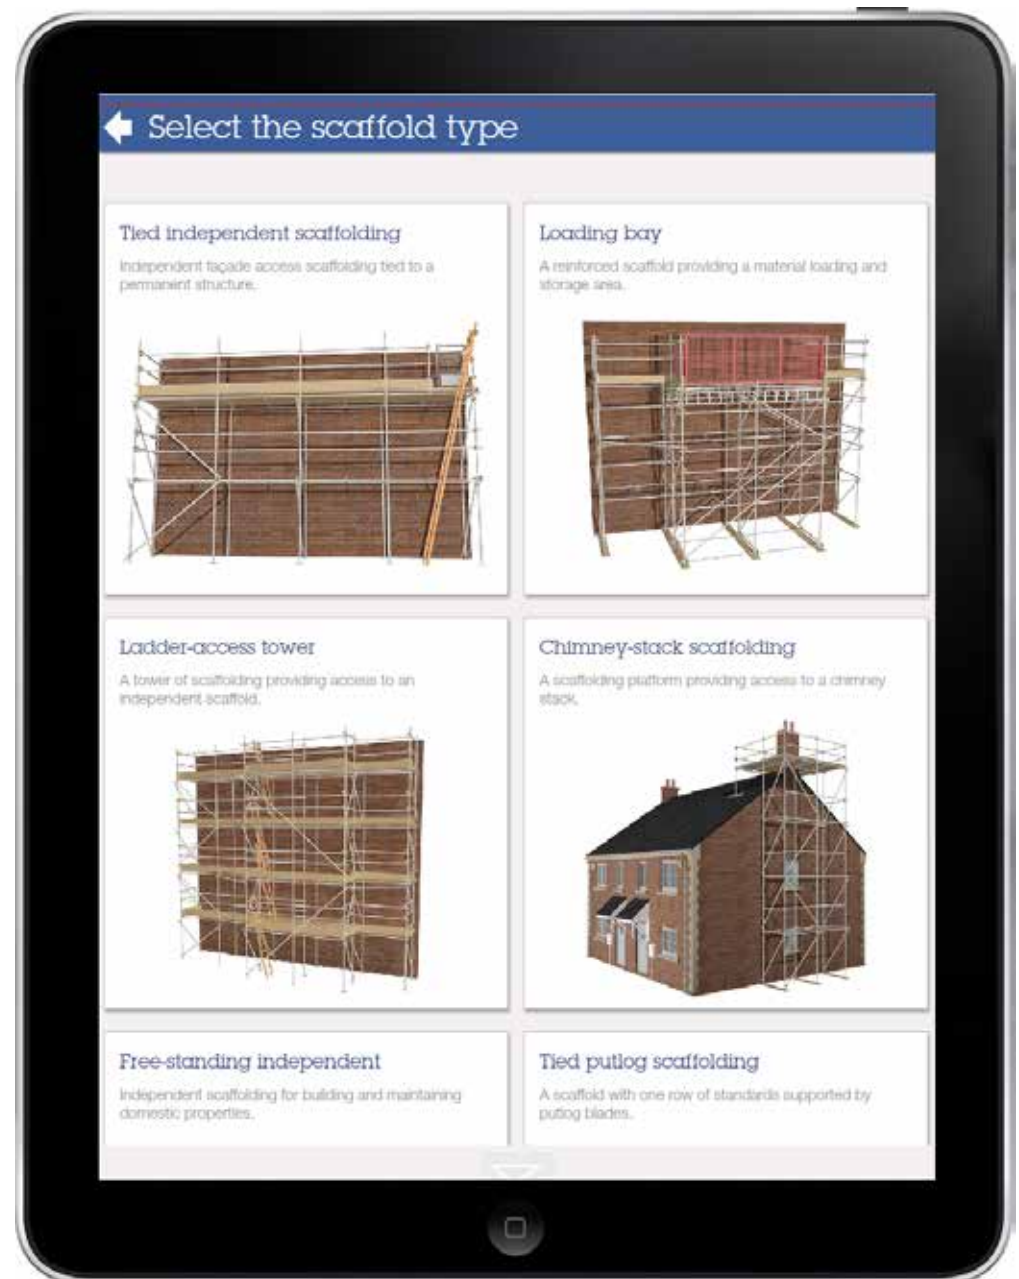 Select the scaffold type
Tied independent scaffolding
Independent façade access scaffolding tied to a
permanent structure.
Loading bay
A reinforced scaffold providing a material loading and
storage area.
Ladder-access tower
A tower of scaffolding providing access to an
independent scaffold.
Chimney-stack scaffolding
A scaffolding platform providing access to a chimney
stack.
Free-standing independent
Independent scaffolding for building and maintaining
domestic properties.
Tied putlog scaffolding
A scaffold with one row of standards supported by
putlog blades.